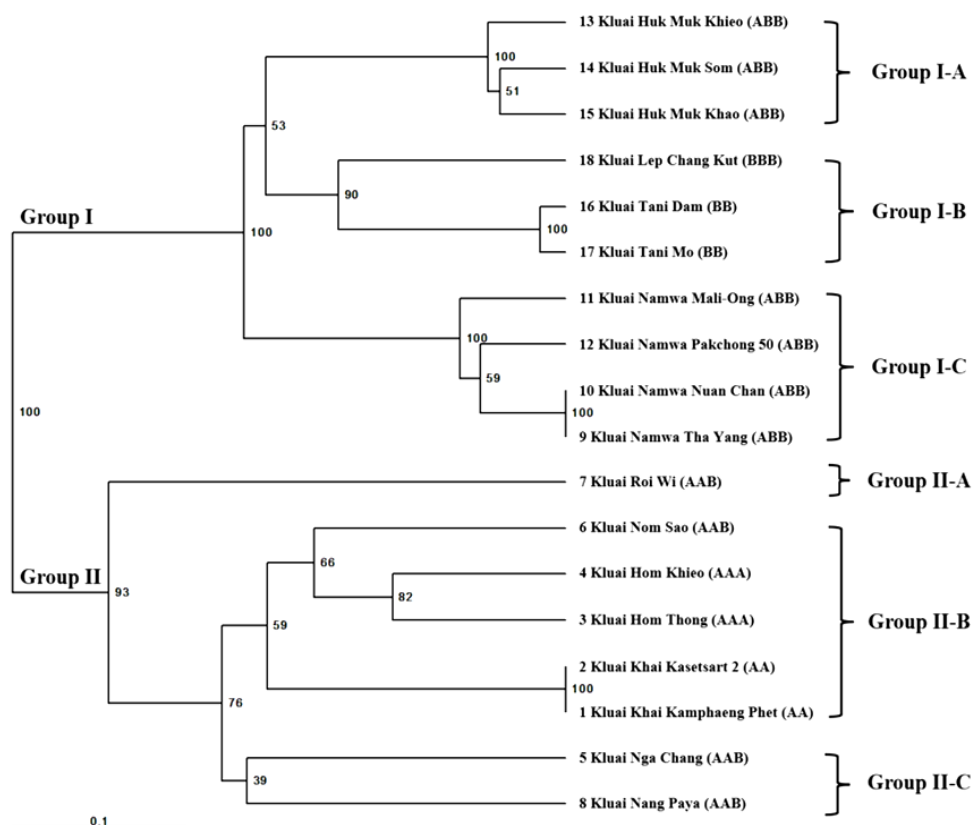 13 Kluai Huk Muk Khieo (ABB)
100
14 Kluai Huk Muk Som (ABB)
Group I-A
51
15 Kluai Huk Muk Khao (ABB)
53
18 Kluai Lep Chang Kut (BBB)
90
16 Kluai Tani Dam (BB)
Group I
Group I-B
100
100
17 Kluai Tani Mo (BB)
11 Kluai Namwa Mali-Ong (ABB)
100
12 Kluai Namwa Pakchong 50 (ABB)
Group I-C
59
10 Kluai Namwa Nuan Chan (ABB)
100
100
9 Kluai Namwa Tha Yang (ABB)
7 Kluai Roi Wi (AAB)
Group II-A
6 Kluai Nom Sao (AAB)
66
4 Kluai Hom Khieo (AAA)
Group II
93
82
59
3 Kluai Hom Thong (AAA)
Group II-B
2 Kluai Khai Kasetsart 2 (AA)
100
76
1 Kluai Khai Kamphaeng Phet (AA)
5 Kluai Nga Chang (AAB)
39
Group II-C
8 Kluai Nang Paya (AAB)
0.1